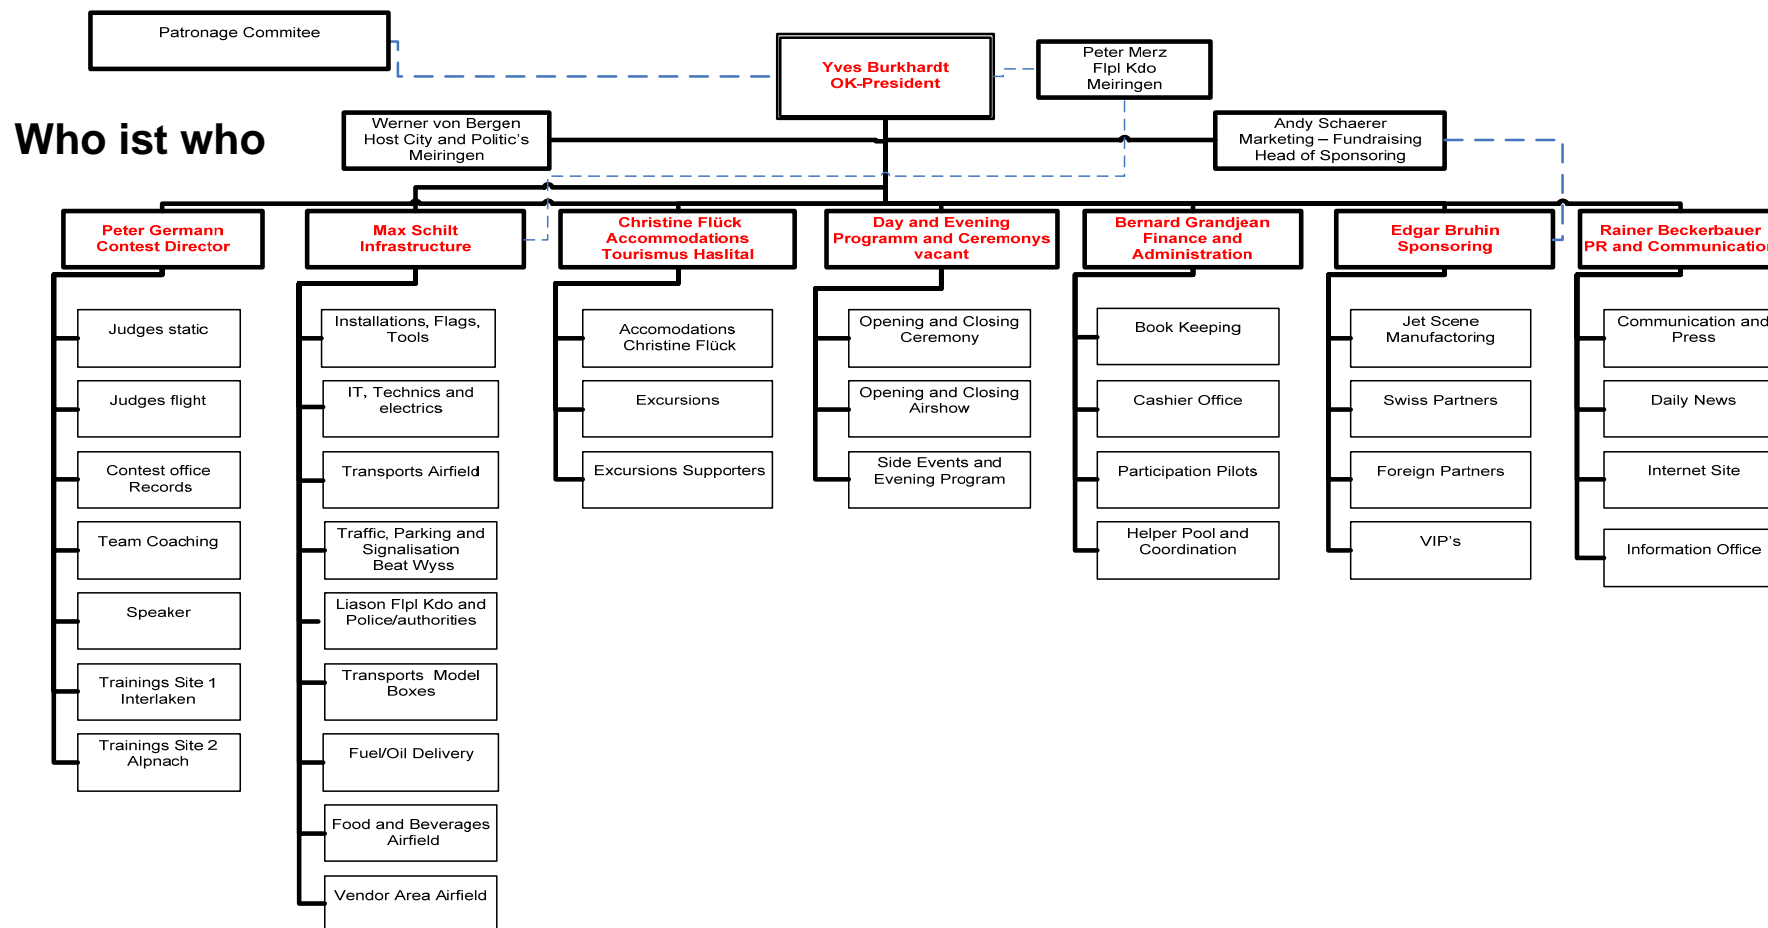 Patronage Commitee
Yves Burkhardt
OK-President
Peter Merz
Flpl Kdo
Meiringen
Who ist who
Werner von Bergen
Host City and Politic's
Meiringen
Andy Schaerer
Marketing – Fundraising
Head of Sponsoring
Peter Germann
Contest Director
Max Schilt
Infrastructure
Christine Flück
Accommodations
Tourismus Haslital
Day and Evening
Programm and Ceremonys
vacant
Bernard Grandjean
Finance and
Administration
Edgar Bruhin
Sponsoring
Rainer Beckerbauer
PR and Communication
Judges static
Judges flight
Contest office
Records
Team Coaching
Speaker
Trainings Site 1
Interlaken
Trainings Site 2
Alpnach
Installations, Flags,
Tools
IT, Technics and
electrics
Transports Airfield
Traffic, Parking and
Signalisation
Beat Wyss
Liason Flpl Kdo and
Police/authorities
Transports Model
Boxes
Fuel/Oil Delivery
Food and Beverages
Airfield
Vendor Area Airfield
Accomodations
Christine Flück
Excursions
Excursions Supporters
Opening and Closing
Ceremony
Opening and Closing
Airshow
Side Events and
Evening Program
Book Keeping
Cashier Office
Participation Pilots
Helper Pool and
Coordination
Jet Scene
Manufactoring
Swiss Partners
Foreign Partners
VIP's
Communication and
Press
Daily News
Internet Site
Information Office